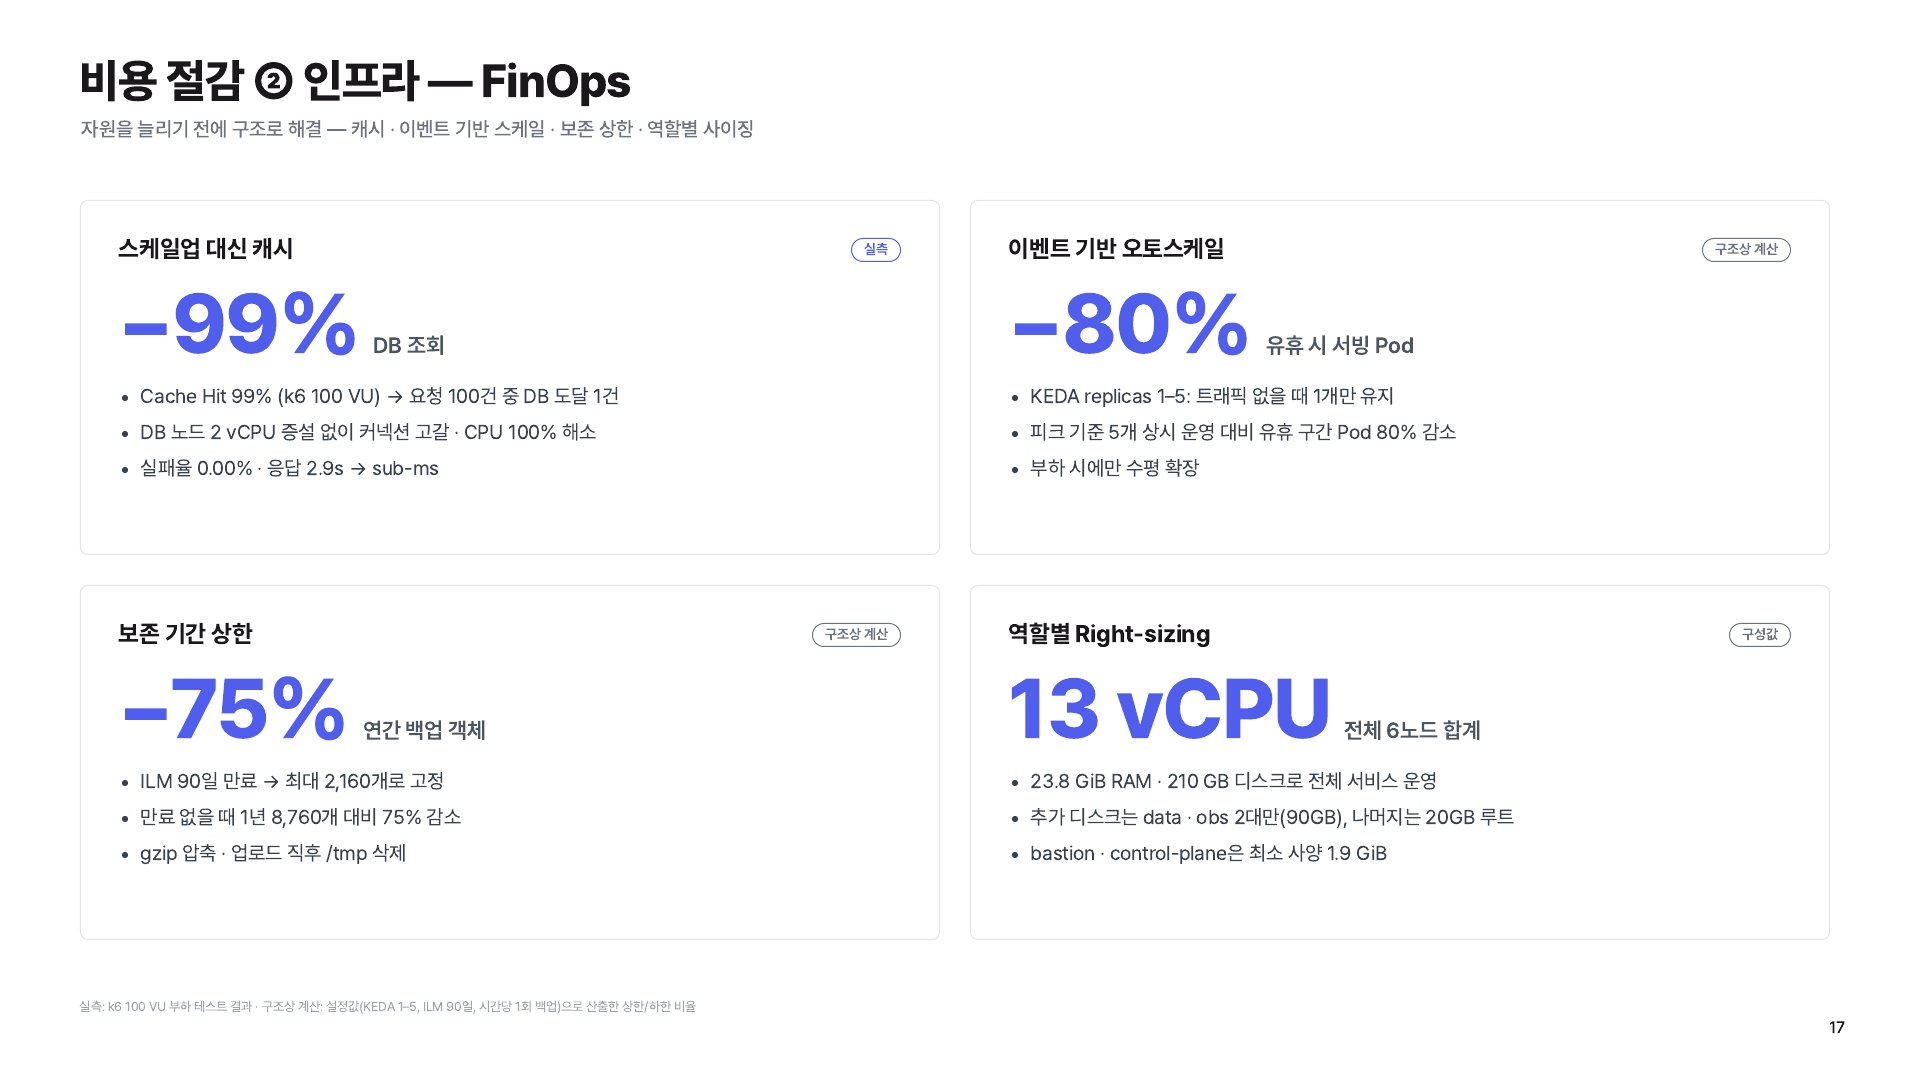 비용 절감 ② 인프라 — FinOps
자원을 늘리기 전에 구조로 해결 — 캐시 · 이벤트 기반 스케일 · 보존 상한 · 역할별 사이징
스케일업 대신 캐시
실측
–99% DB 조회
• Cache Hit 99% (k6 100 VU) → 요청 100건 중 DB 도달 1건
• DB 노드 2 vCPU 증설 없이 커넥션 고갈 · CPU 100% 해소
• 실패율 0.00% · 응답 2.9s → sub-ms
이벤트 기반 오토스케일
구조상 계산
–80% 유휴 시 서빙 Pod
• KEDA replicas 1–5: 트래픽 없을 때 1개만 유지
• 피크 기준 5개 상시 운영 대비 유휴 구간 Pod 80% 감소
• 부하 시에만 수평 확장
보존 기간 상한
구조상 계산
–75% 연간 백업 객체
• ILM 90일 만료 → 최대 2,160개로 고정
• 만료 없을 때 1년 8,760개 대비 75% 감소
• gzip 압축 · 업로드 직후 /tmp 삭제
역할별 Right-sizing
구성값
13 vCPU 전체 6노드 합계
• 23.8 GiB RAM · 210 GB 디스크로 전체 서비스 운영
• 추가 디스크는 data · obs 2대만(90GB), 나머지는 20GB 루트
• bastion · control-plane은 최소 사양 1.9 GiB
실측: k6 100 VU 부하 테스트 결과 · 구조상 계산: 설정값(KEDA 1–5, ILM 90일, 시간당 1회 백업)으로 산출한 상한/하한 비율
17